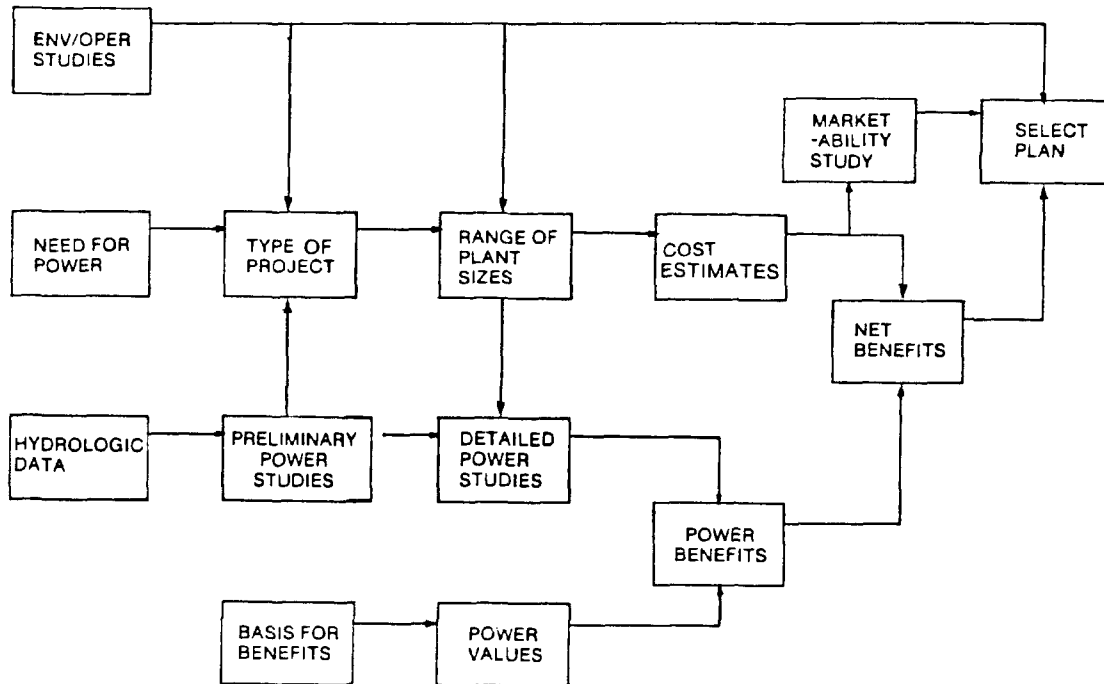 ENV/OPER
STUDIES
MARKET
-ABILITY
STUDY
SELECT
PLAN
NEED FOR
POWER
TYPE OF
PROJECT
RANGE OF
PLANT
SIZES
COST
ESTIMATES
NET
BENEFITS
HYDROLOGIC
DATA
PRELIMINARY
POWER
STUDIES
DETAILED
POWER
STUDIES
POWER
BENEFITS
BASIS FOR
BENEFITS
POWER
VALUES